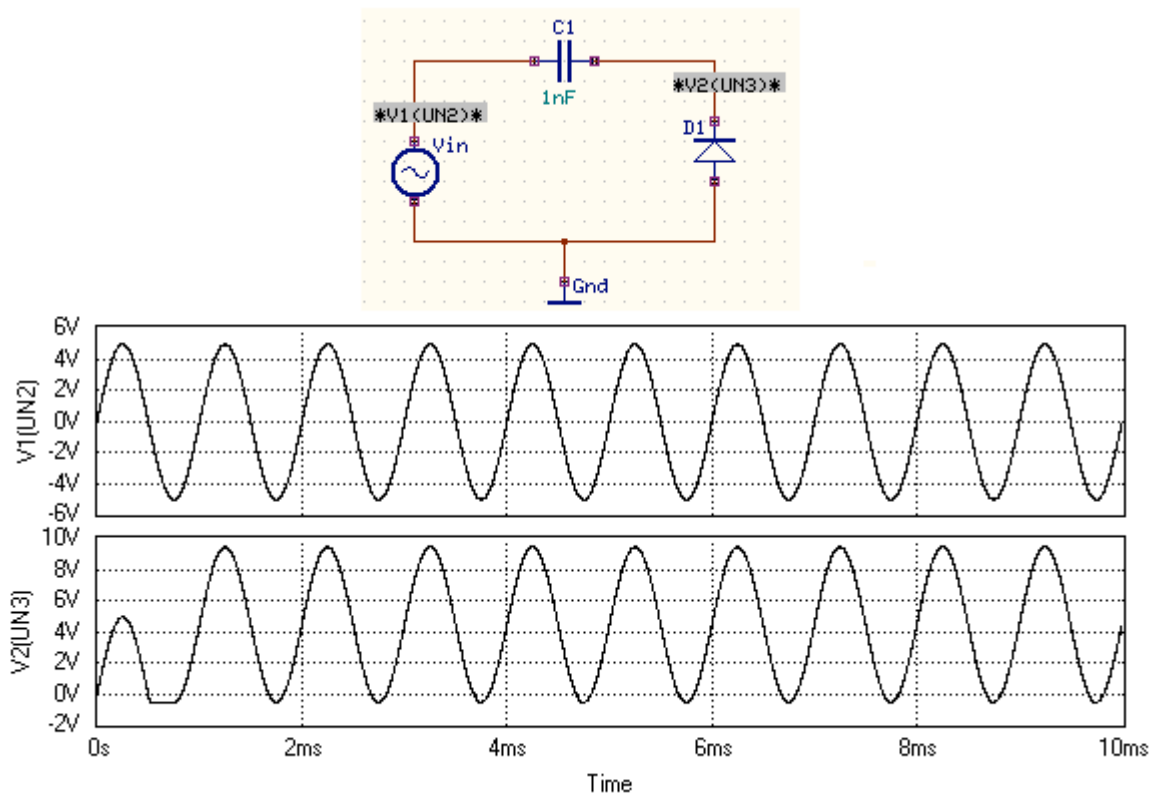 C1
1nF
*V1(UN2)*
*V2(UN3)*
Vin
D1
Gnd
V1(UN2)
6V
4V
2V
0V
-2V
-4V
-6V
V2(UN3)
10V
8V
6V
4V
2V
0V
-2V
0s 2ms 4ms 6ms 8ms 10ms
Time